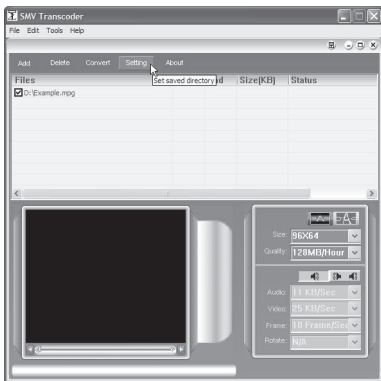 SMV Transcoder
File Edit Tools Help
Add Delete Convert Setting About
Files Size[KB] Status
Set saved directory
D:\Example.mpg
Size: 96X64
Quality: 128MB/Hour
Audio: 11 KB/Sec
Video: 25 KB/Sec
Frame: 10 Frame/Sec
Rotate: N/A